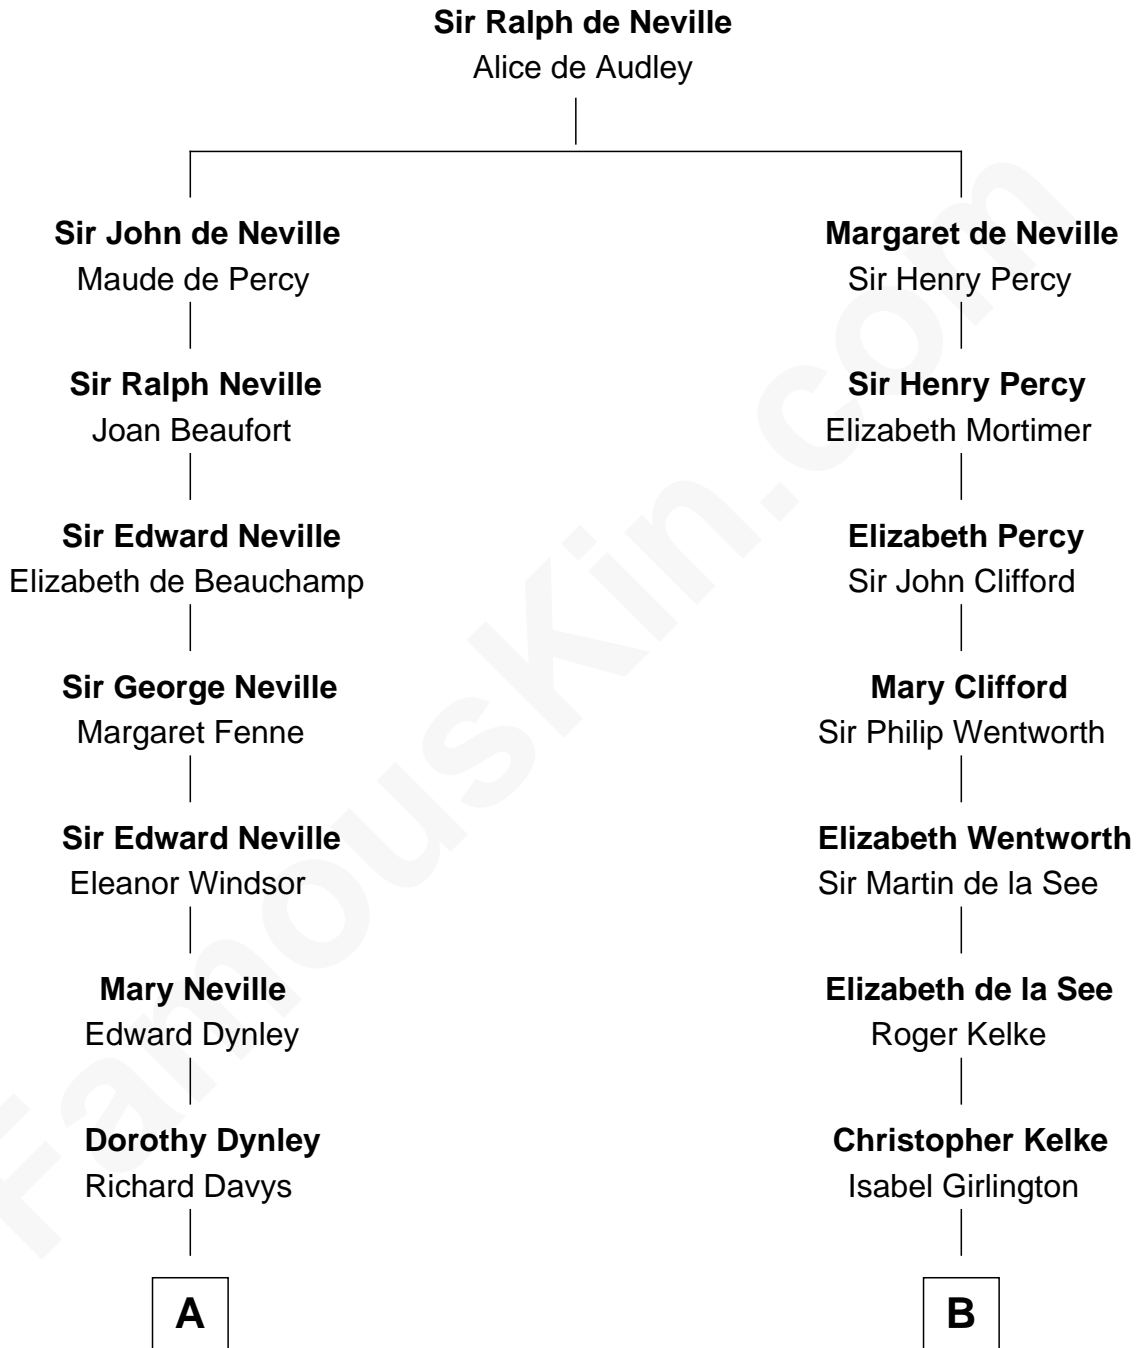 Sir Ralph de Neville
Alice de Audley
Sir John de Neville
Maude de Percy
Margaret de Neville
Sir Henry Percy
Sir Ralph Neville
Joan Beaufort
Sir Henry Percy
Elizabeth Mortimer
Sir Edward Neville
Elizabeth de Beauchamp
Elizabeth Percy
Sir John Clifford
Sir George Neville
Margaret Fenne
Mary Clifford
Sir Philip Wentworth
Sir Edward Neville
Eleanor Windsor
Elizabeth Wentworth
Sir Martin de la See
Mary Neville
Edward Dynley
Elizabeth de la See
Roger Kelke
Dorothy Dynley
Richard Davys
Christopher Kelke
Isabel Girlington
A
B
FamousKin.com